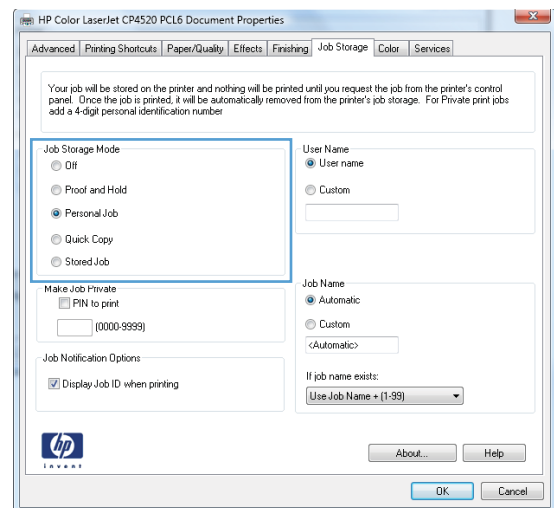 HP Color LaserJet CP4520 PCL6 Document Properties
Advanced Printing Shortcuts Paper/Quality Effects Finishing Job Storage Color Services
Your job will be stored on the printer and nothing will be printed until you request the job from the printer's control
panel. Once the job is printed, it will be automatically removed from the printer's job storage. For Private print jobs
add a 4-digit personal identification number
Job Storage Mode
Off
Proof and Hold
Personal Job
Quick Copy
Stored Job
User Name
User name
Custom
Make Job Private
PIN to print
(0000-9999)
Job Notification Options
Display Job ID when printing
Job Name
Automatic
Custom
<Automatic>
If job name exists:
Use Job Name + (1-99)
hp
invent
About...
Help
OK
Cancel